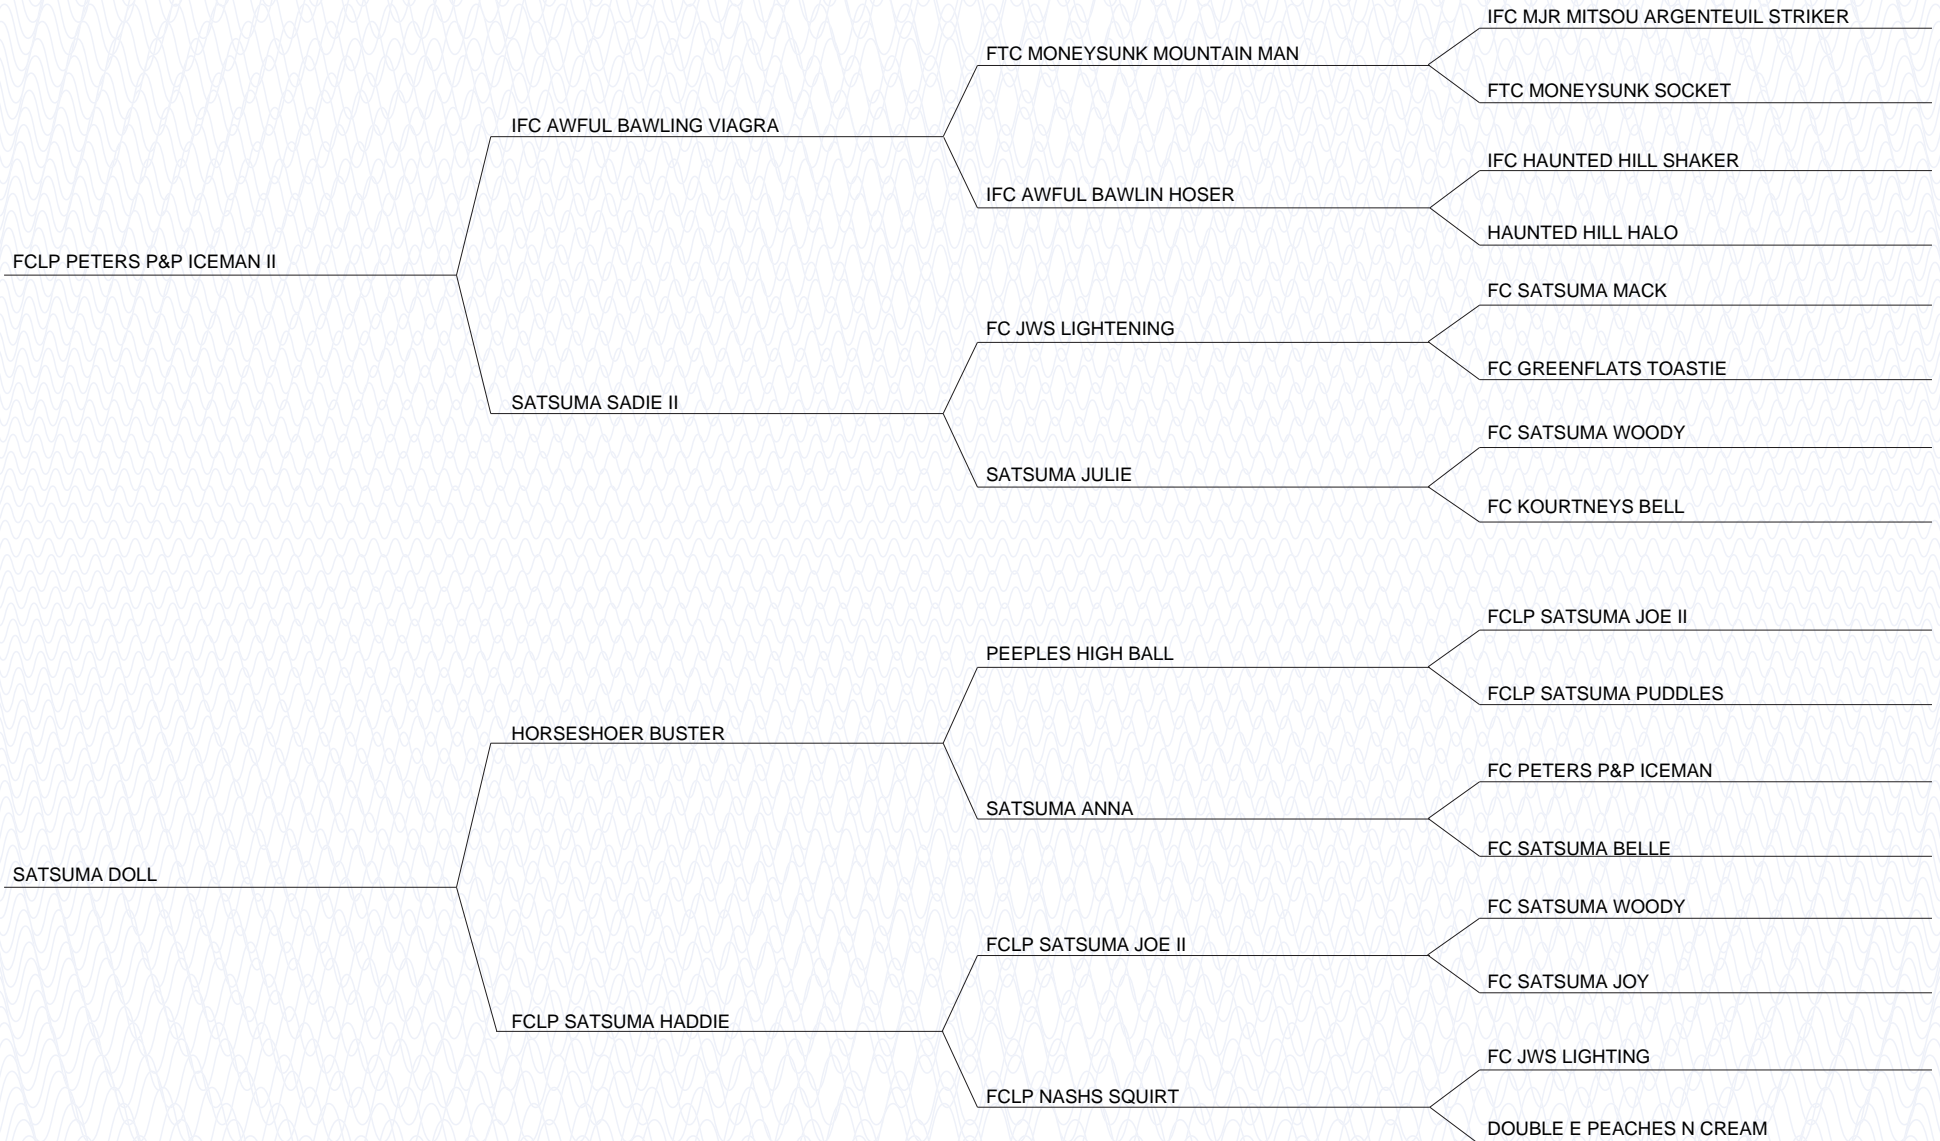 IFC MJR MITSOU ARGENTEUIL STRIKER
FTC MONEYSUNK MOUNTAIN MAN
FTC MONEYSUNK SOCKET
IFC AWFUL BAWLING VIAGRA
IFC HAUNTED HILL SHAKER
IFC AWFUL BAWLIN HOSER
HAUNTED HILL HALO
FCLP PETERS P&P ICEMAN II
FC SATSUMA MACK
FC JWS LIGHTENING
FC GREENFLATS TOASTIE
SATSUMA SADIE II
FC SATSUMA WOODY
SATSUMA JULIE
FC KOURTNEYS BELL
FCLP SATSUMA JOE II
PEEPLES HIGH BALL
FCLP SATSUMA PUDDLES
HORSESHOER BUSTER
FC PETERS P&P ICEMAN
SATSUMA ANNA
FC SATSUMA BELLE
SATSUMA DOLL
FC SATSUMA WOODY
FCLP SATSUMA JOE II
FC SATSUMA JOY
FCLP SATSUMA HADDIE
FC JWS LIGHTING
FCLP NASHS SQUIRT
DOUBLE E PEACHES N CREAM